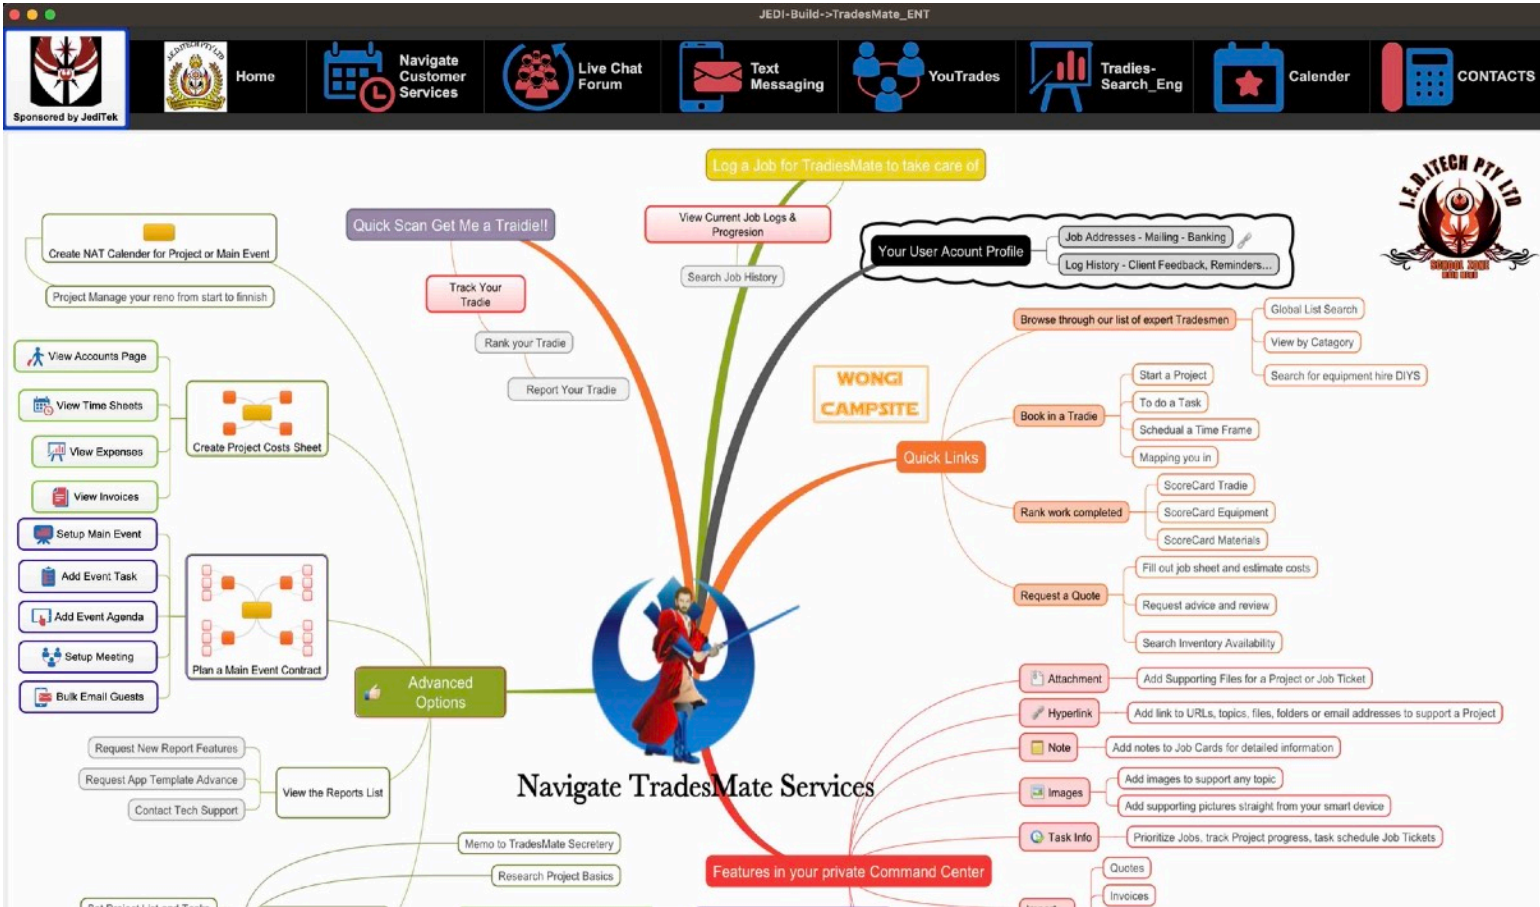 JEDI-Build->TradesMate_ENT
Sponsored by JediTek
J.E.D.ITECH PTY LTD
Home
Navigate
Customer
Services
Live Chat
Forum
Text
Messaging
YouTrades
Tradies-
Search_Eng
Calender
CONTACTS
Log a Job for TradiesMate to take care of
View Current Job Logs &
Progresion
Search Job History
Quick Scan Get Me a Traidie!!
Track Your
Tradie
Rank your Tradie
Report Your Tradie
Your User Acount Profile
Job Addresses - Mailing - Banking
Log History - Client Feedback, Reminders...
J.E.D.ITECH PTY LTD
SCHOOL ZONE
Create NAT Calender for Project or Main Event
Project Manage your reno from start to finnish
View Accounts Page
View Time Sheets
View Expenses
View Invoices
Create Project Costs Sheet
Setup Main Event
Add Event Task
Add Event Agenda
Setup Meeting
Bulk Email Guests
Plan a Main Event Contract
Advanced
Options
Request New Report Features
Request App Template Advance
Contact Tech Support
View the Reports List
Memo to TradesMate Secretery
Research Project Basics
WONGI
CAMPSITE
Quick Links
Browse through our list of expert Tradesmen
Global List Search
View by Catagory
Search for equipment hire DIYS
Book in a Tradie
Start a Project
To do a Task
Schedual a Time Frame
Mapping you in
Rank work completed
ScoreCard Tradie
ScoreCard Equipment
ScoreCard Materials
Request a Quote
Fill out job sheet and estimate costs
Request advice and review
Search Inventory Availability
Navigate TradesMate Services
Features in your private Command Center
Attachment
Add Supporting Files for a Project or Job Ticket
Hyperlink
Add link to URLs, topics, files, folders or email addresses to support a Project
Note
Add notes to Job Cards for detailed information
Images
Add images to support any topic
Add supporting pictures straight from your smart device
Task Info
Prioritize Jobs, track Project progress, task schedule Job Tickets
Quotes
Invoices